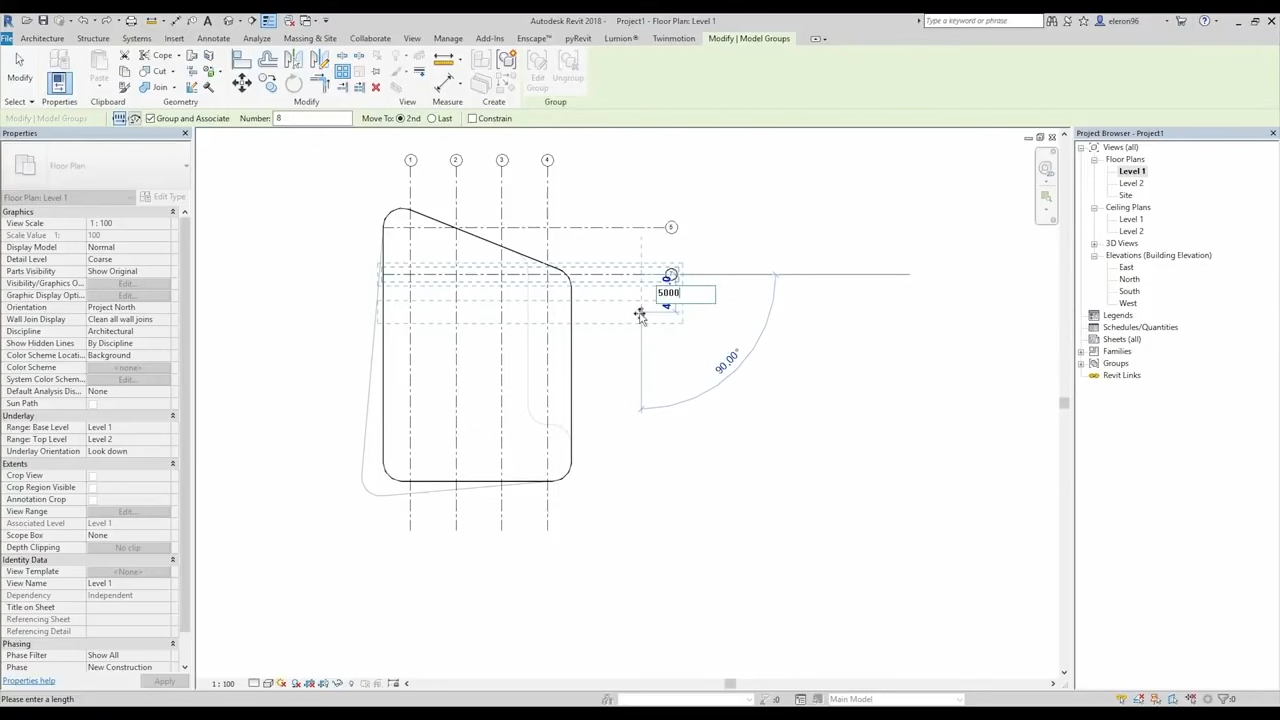 Autodesk Revit 2018 - Project1 - Floor Plan: Level 1
Type a keyword or phrase
eleron96
File
Architecture
Structure
Systems
Insert
Annotate
Analyze
Massing & Site
Collaborate
View
Manage
Add-Ins
Enscape™
pyRevit
Lumion®
Twinmotion
Modify | Model Groups
Modify
Paste
Cope
Cut
Join
Edit
Group
Ungroup
Select
Properties
Clipboard
Geometry
Modify
View
Measure
Create
Group
Modify | Model Groups
Group and Associate
Number:
8
Move To:
2nd
Last
Constrain
Properties
Floor Plan
Floor Plan: Level 1
Edit Type
Graphics
View Scale 1 : 100
Scale Value 1: 100
Display Model Normal
Detail Level Coarse
Parts Visibility Show Original
Visibility/Graphics O... Edit...
Graphic Display Opti... Edit...
Orientation Project North
Wall Join Display Clean all wall joins
Discipline Architectural
Show Hidden Lines By Discipline
Color Scheme Locati... Background
Color Scheme <none>
System Color Schem... Edit...
Default Analysis Dis... None
Sun Path
Underlay
Range: Base Level Level 1
Range: Top Level Level 2
Underlay Orientation Look down
Extents
Crop View
Crop Region Visible
Annotation Crop
View Range Edit...
Associated Level Level 1
Scope Box None
Depth Clipping No clip
Identity Data
View Template <None>
View Name Level 1
Dependency Independent
Title on Sheet
Referencing Sheet
Referencing Detail
Phasing
Phase Filter Show All
Phase New Construction
Properties help
Apply
1
2
3
4
5
5000
90.00°
Project Browser - Project1
Views (all)
Floor Plans
Level 1
Level 2
Site
Ceiling Plans
Level 1
Level 2
3D Views
Elevations (Building Elevation)
East
North
South
West
Legends
Schedules/Quantities
Sheets (all)
Families
Groups
Revit Links
1 : 100
Please enter a length
:0
Main Model
:0